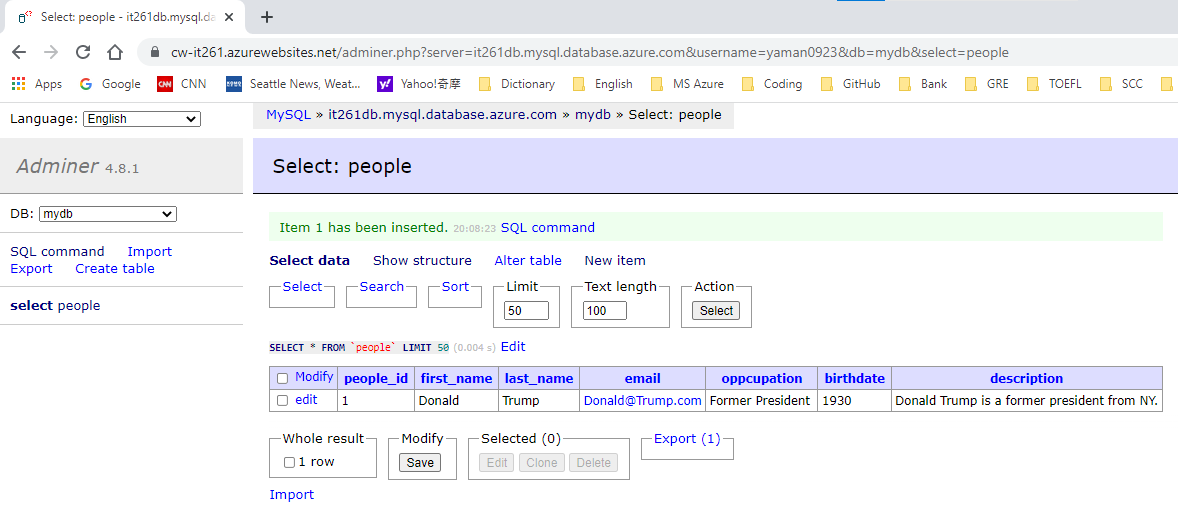 Select: people - it261db.mysql.da
cw-it261.azurewebsites.net/adminer.php?server=it261db.mysql.database.azure.com&username=yaman0923&db=mydb&select=people
Apps Google CNN CNN Seattle News, Weat... Yahoo!奇摩 Dictionary English MS Azure Coding GitHub Bank GRE TOEFL SCC
Language: English
MySQL » it261db.mysql.database.azure.com » mydb » Select: people
Adminer 4.8.1
Select: people
DB: mydb
Item 1 has been inserted. 20:08:23 SQL command
SQL command Import
Export Create table
Select data Show structure Alter table New item
Select Search Sort Limit Text length Action
50 100 Select
select people
SELECT * FROM `people` LIMIT 50 (0.004 s) Edit
Modify people_id first_name last_name email oppcupation birthdate description
edit 1 Donald Trump Donald@Trump.com Former President 1930 Donald Trump is a former president from NY.
Whole result Modify Selected (0) Export (1)
1 row Save Edit Clone Delete
Import